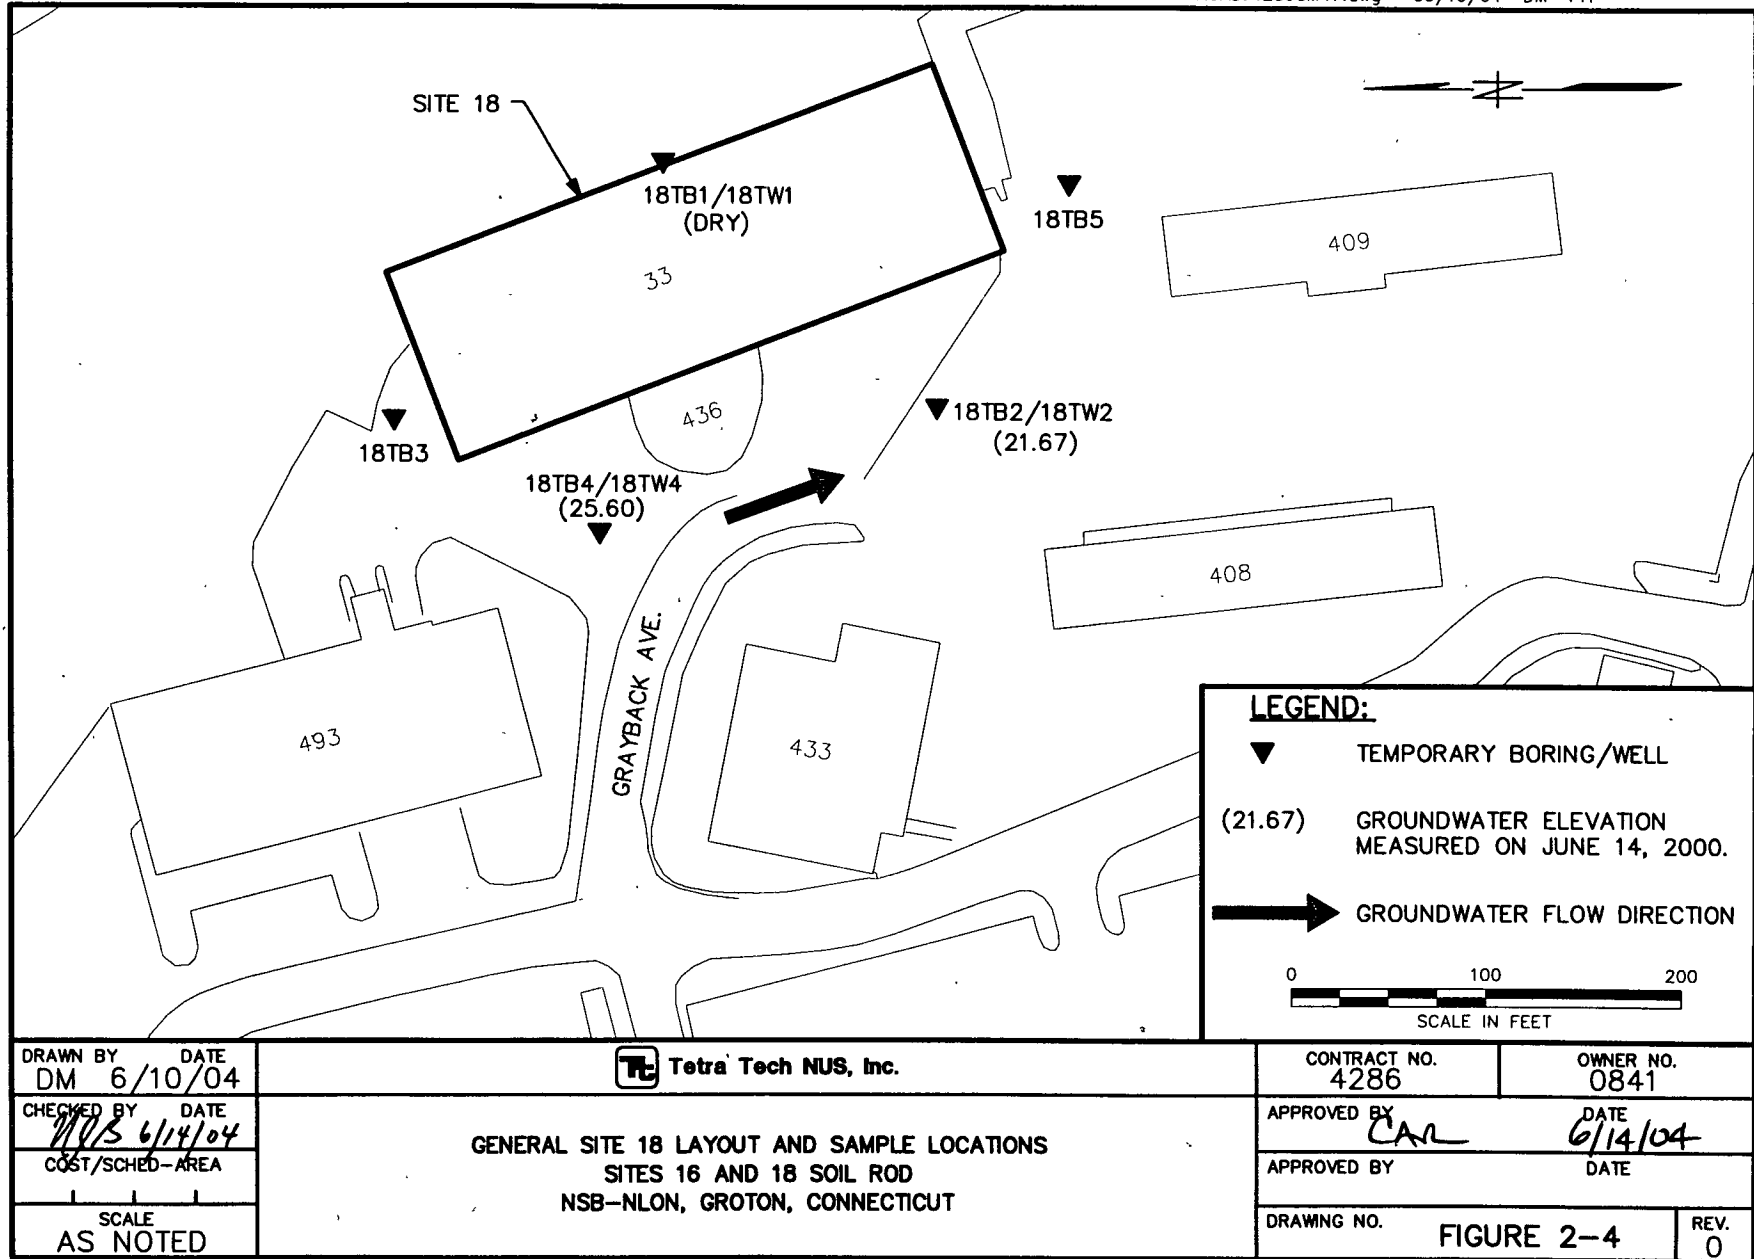 SITE 18
N
18TB1/18TW1
(DRY)
33
18TB5
409
436
18TB2/18TW2
(21.67)
18TB3
18TB4/18TW4
(25.60)
408
GRAYBACK AVE.
493
433
LEGEND:
TEMPORARY BORING/WELL
(21.67) GROUNDWATER ELEVATION
MEASURED ON JUNE 14, 2000.
GROUNDWATER FLOW DIRECTION
0 100 200
SCALE IN FEET
DRAWN BY DATE
DM 6/10/04
CHECKED BY DATE
6/14/04
COST/SCHED-AREA
SCALE
AS NOTED
Tetra Tech NUS, Inc.
GENERAL SITE 18 LAYOUT AND SAMPLE LOCATIONS
SITES 16 AND 18 SOIL ROD
NSB-NLON, GROTON, CONNECTICUT
CONTRACT NO.
4286
OWNER NO.
0841
APPROVED BY DATE
CAR 6/14/04
APPROVED BY DATE
DRAWING NO.
FIGURE 2-4
REV.
0